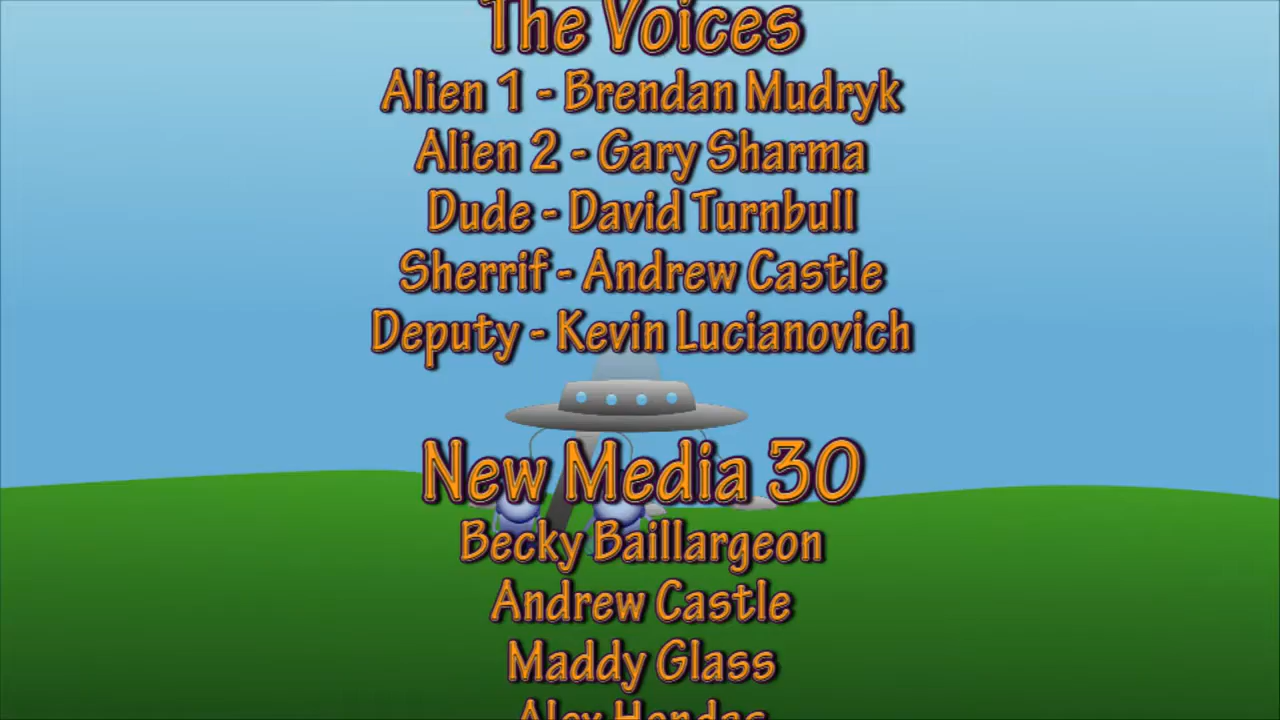 The Voices
Alien 1 - Brendan Mudryk
Alien 2 - Gary Sharma
Dude - David Turnbull
Sherrif - Andrew Castle
Deputy - Kevin Lucianovich
New Media 30
Becky Baillargeon
Andrew Castle
Maddy Glass
Alex